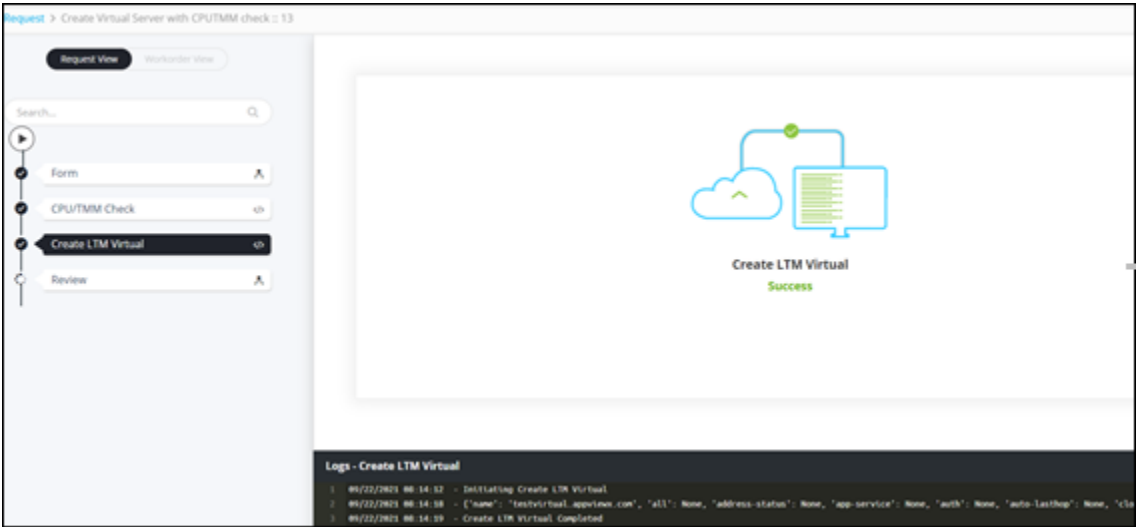 Request > Create Virtual Server with CPUTMM check :: 13
Request View Workorder View
Search...
Form
CPU/TMM Check
Create LTM Virtual
Review
Create LTM Virtual
Success
Logs - Create LTM Virtual
1 09/22/2021 08:14:12 - Initiating Create LTM Virtual
2 09/22/2021 08:14:18 - {'name': 'testvirtual.appviewx.com', 'all': None, 'address-status': None, 'app-service': None, 'auth': None, 'auto-lasthop': None, 'clo
3 09/22/2021 08:14:19 - Create LTM Virtual Completed